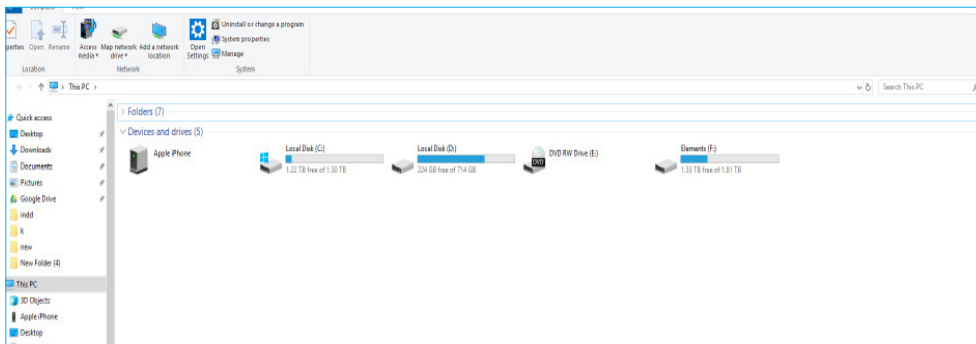 Uninstall or change a program
System properties
Manage
Open Rename
Access media
Map network drive
Add a network location
Open Settings
Location
Network
System
This PC
Search This PC
Quick access
Desktop
Downloads
Documents
Pictures
Google Drive
indd
k
new
New Folder (4)
This PC
3D Objects
Apple iPhone
Desktop
Folders (7)
Devices and drives (5)
Apple iPhone
Local Disk (C:)
1.22 TB free of 1.30 TB
Local Disk (D:)
224 GB free of 714 GB
DVD RW Drive (E:)
DVD
Elements (F:)
1.33 TB free of 1.81 TB